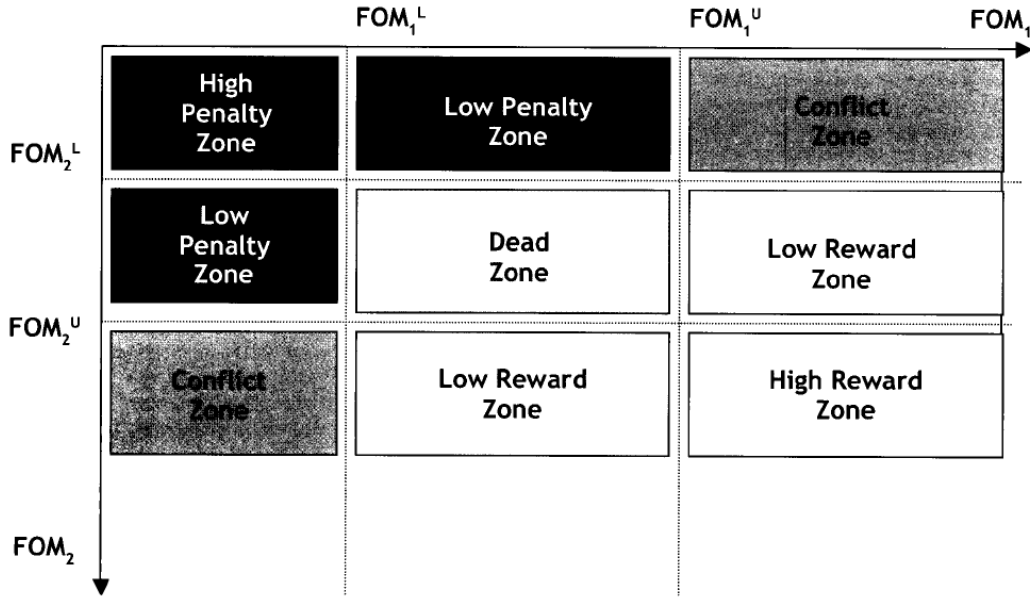 FOM₁ᴸ FOM₁ᵁ FOM₁
High
Penalty
Zone
Low Penalty
Zone
Conflict
Zone
FOM₂ᴸ
Low
Penalty
Zone
Dead
Zone
Low Reward
Zone
FOM₂ᵁ
Conflict
Zone
Low Reward
Zone
High Reward
Zone
FOM₂